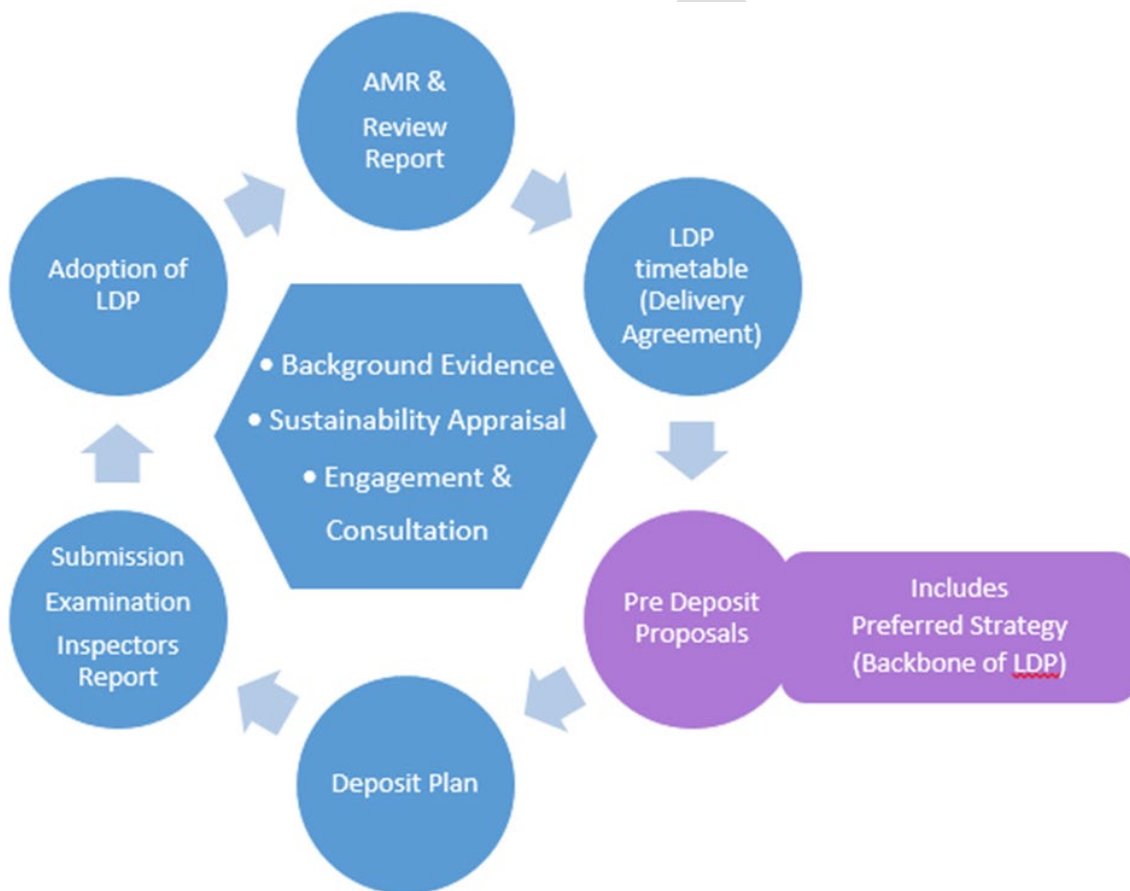 AMR &
Review
Report
LDP
timetable
(Delivery
Agreement)
Pre Deposit
Proposals
Includes
Preferred Strategy
(Backbone of LDP)
Deposit Plan
Submission
Examination
Inspectors
Report
Adoption of
LDP
• Background Evidence
• Sustainability Appraisal
• Engagement &
Consultation